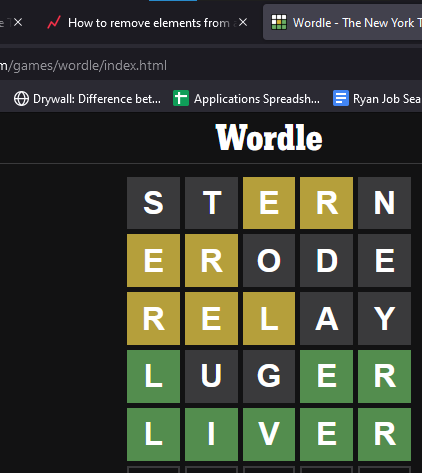 How to remove elements from
Wordle - The New York T
m/games/wordle/index.html
Drywall: Difference bet... Applications Spreadsh... Ryan Job Sea
Wordle
S T E R N
E R O D E
R E L A Y
L U G E R
L I V E R